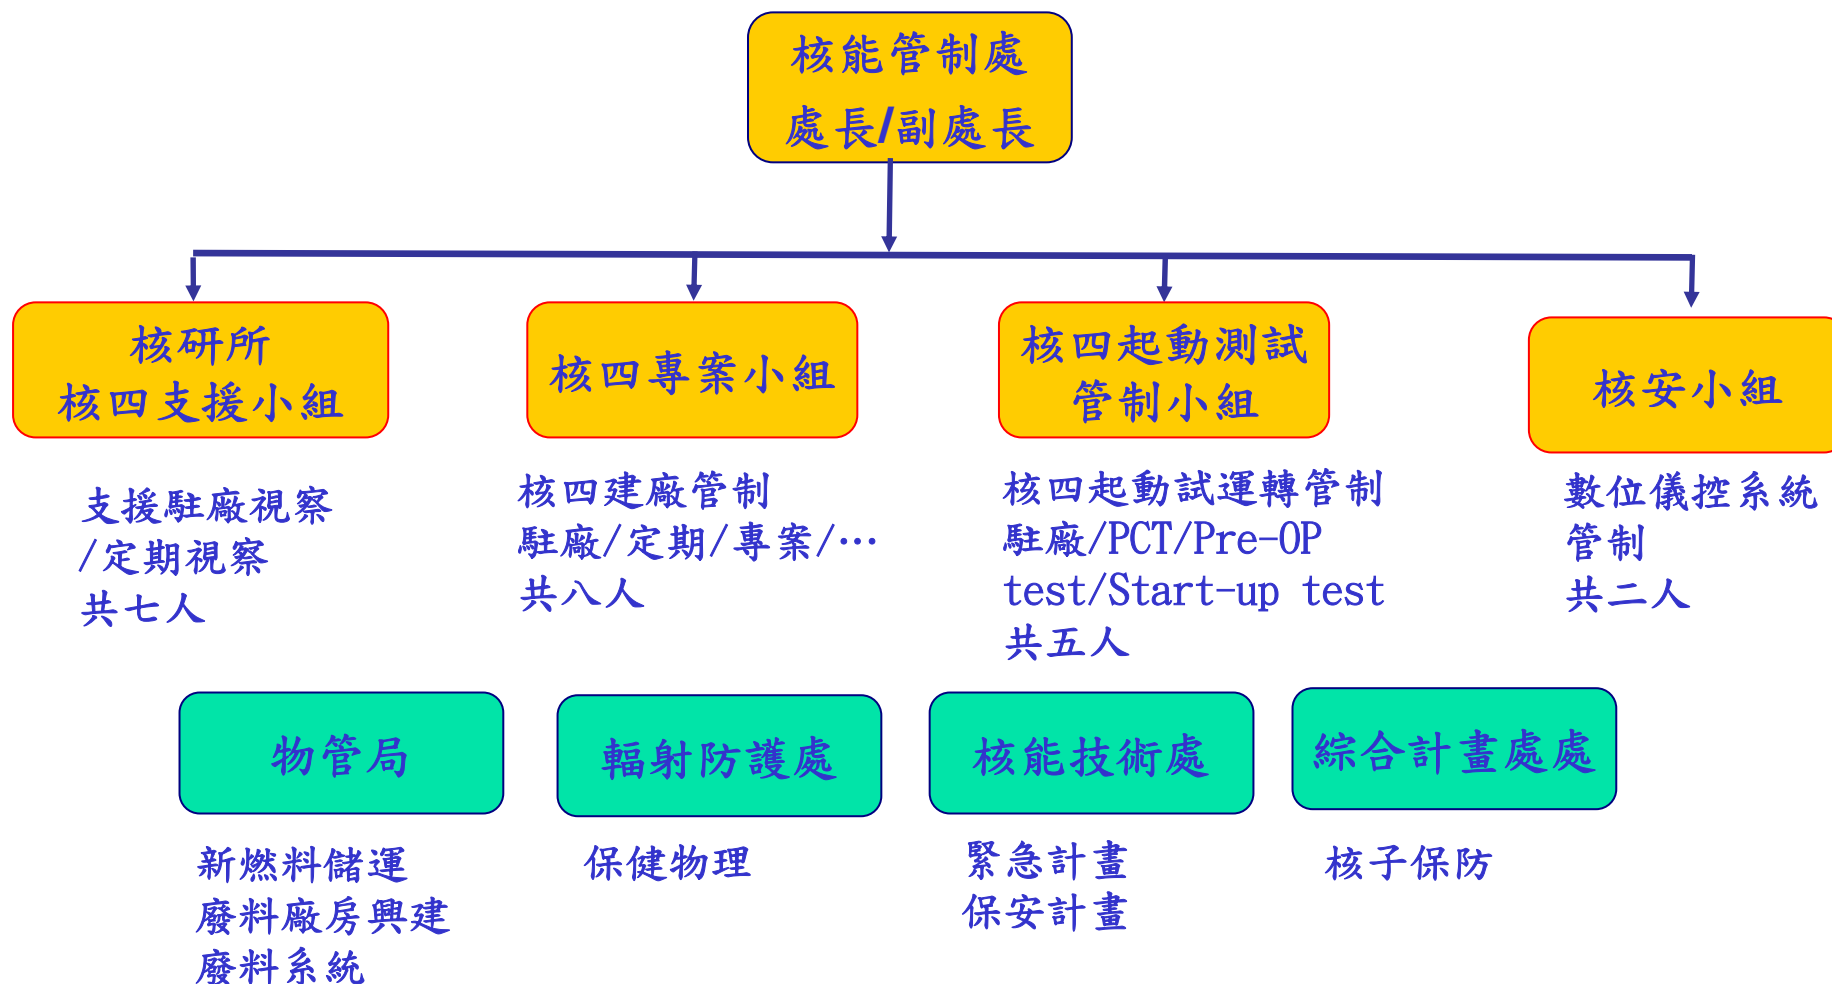 核能管制處
處長/副處長
核研所
核四支援小組
核四專案小組
核四起動測試
管制小組
核安小組
支援駐廠視察
/定期視察
共七人
核四建廠管制
駐廠/定期/專案/…
共八人
核四起動試運轉管制
駐廠/PCT/Pre-OP
test/Start-up test
共五人
數位儀控系統
管制
共二人
物管局
輻射防護處
核能技術處
綜合計畫處處
新燃料儲運
廢料廠房興建
廢料系統
保健物理
緊急計畫
保安計畫
核子保防